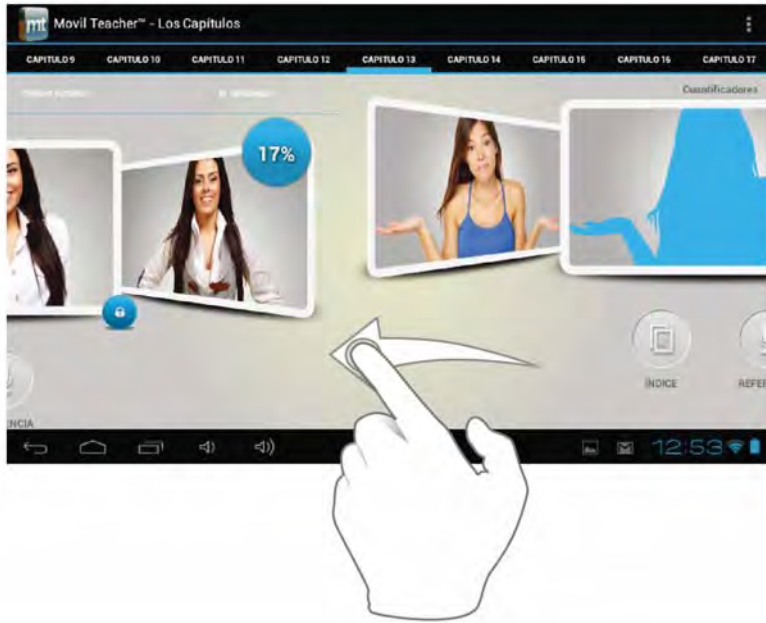 mt Movil Teacher™ - Los Capítulos
CAPITULO 9 CAPITULO 10 CAPITULO 11 CAPITULO 12 CAPITULO 13 CAPITULO 14 CAPITULO 15 CAPITULO 16 CAPITULO 17
Cuantificadores
17%
ÍNDICE REFER
ENCIA
12:53